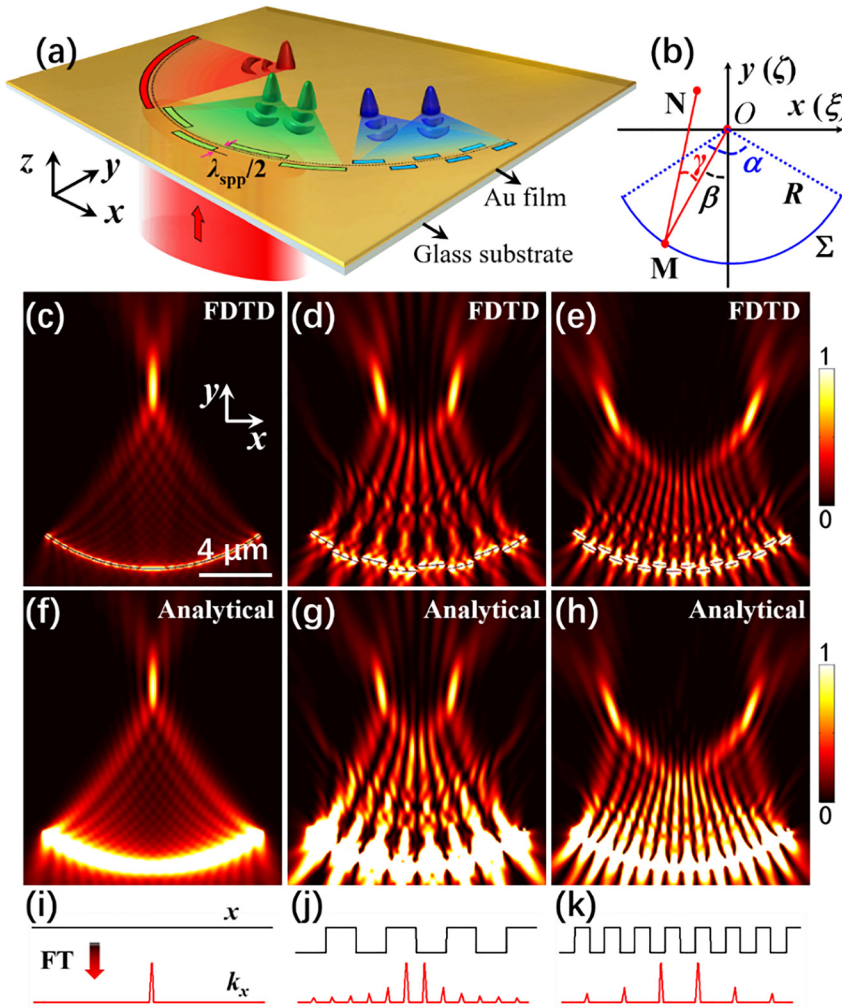 (a)
λspp/2
z
y
x
Au film
Glass substrate
(b)
y (ζ)
N
O
x (ξ)
γ
α
β
R
M
Σ
(c)
FDTD
y
x
4 μm
(d)
FDTD
(e)
FDTD
1
0
(f)
Analytical
(g)
Analytical
(h)
Analytical
1
0
(i)
x
FT
kx
(j)
(k)